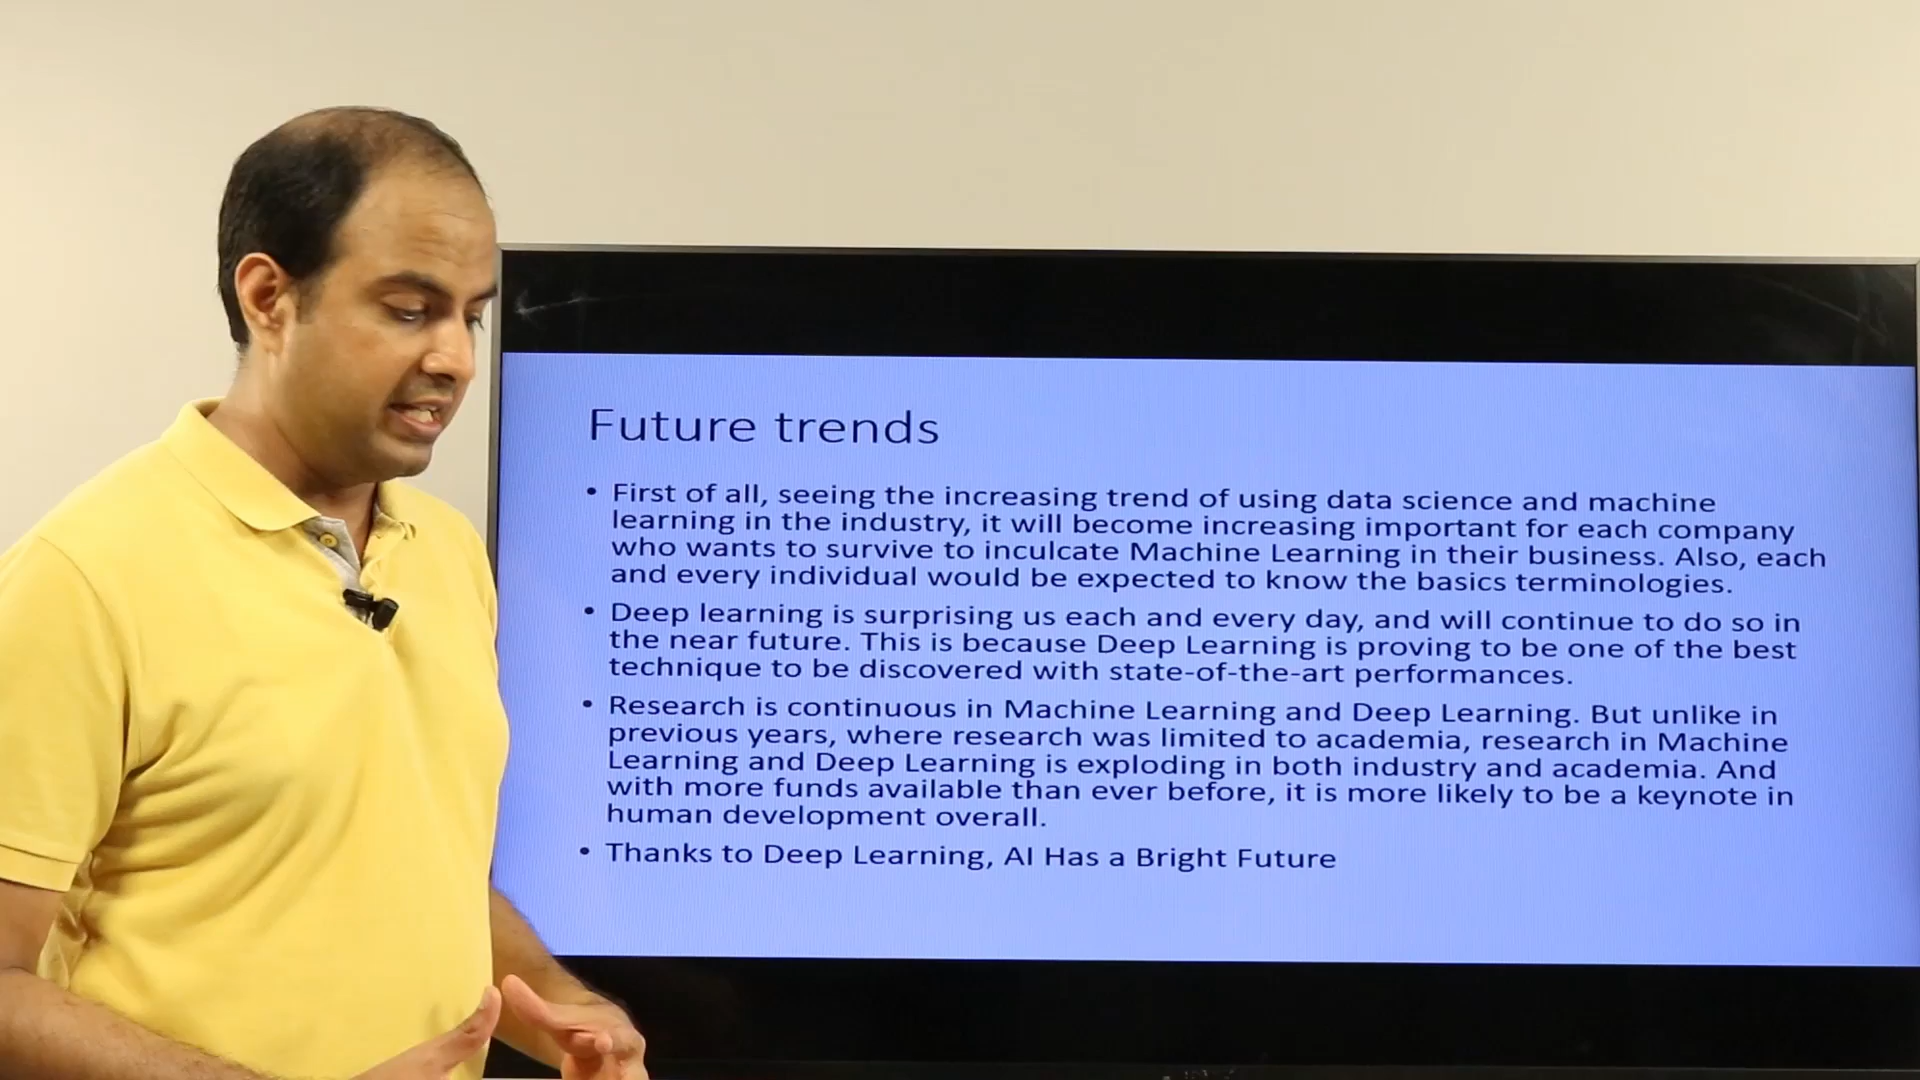 Future trends
• First of all, seeing the increasing trend of using data science and machine
learning in the industry, it will become increasing important for each company
who wants to survive to inculcate Machine Learning in their business. Also, each
and every individual would be expected to know the basics terminologies.
• Deep learning is surprising us each and every day, and will continue to do so in
the near future. This is because Deep Learning is proving to be one of the best
technique to be discovered with state-of-the-art performances.
• Research is continuous in Machine Learning and Deep Learning. But unlike in
previous years, where research was limited to academia, research in Machine
Learning and Deep Learning is exploding in both industry and academia. And
with more funds available than ever before, it is more likely to be a keynote in
human development overall.
• Thanks to Deep Learning, AI Has a Bright Future